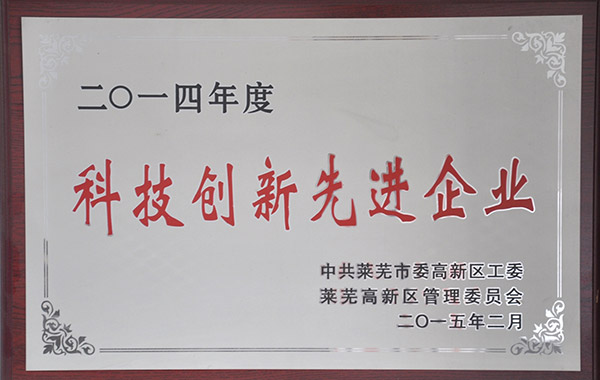 二〇一四年度
科技创新先进企业
中共莱芜市委高新区工委
莱芜高新区管理委员会
二〇一五年二月